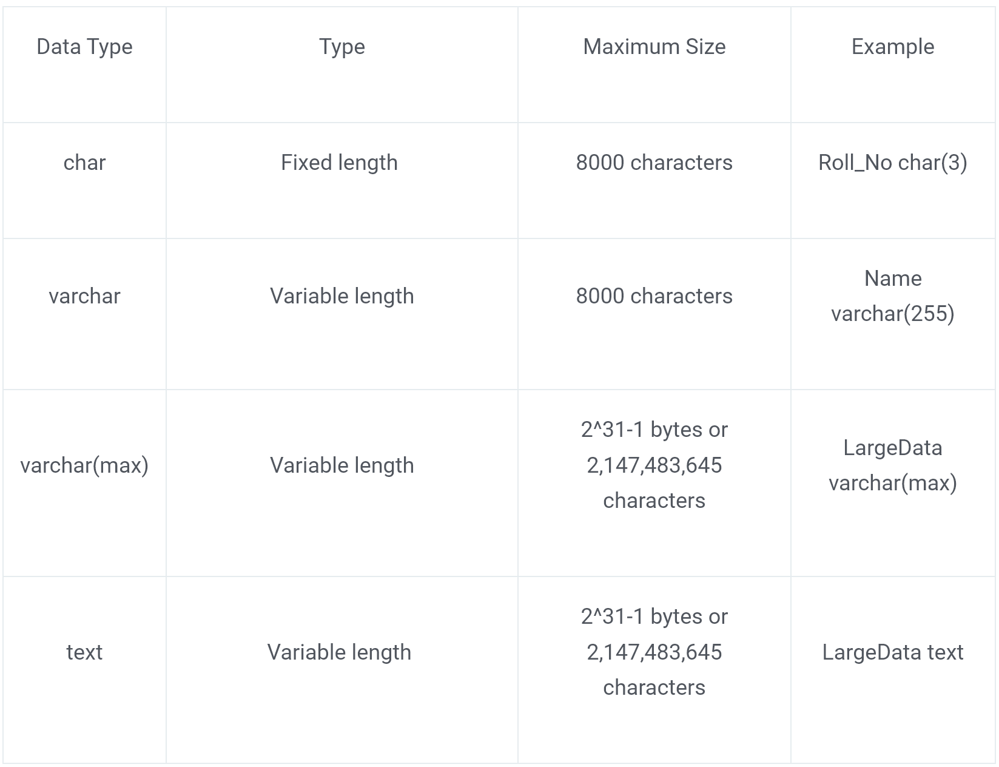 Data Type Type Maximum Size Example
char Fixed length 8000 characters Roll_No char(3)
varchar Variable length 8000 characters Name
varchar(255)
varchar(max) Variable length 2^31-1 bytes or
2,147,483,645
characters LargeData
varchar(max)
text Variable length 2^31-1 bytes or
2,147,483,645
characters LargeData text